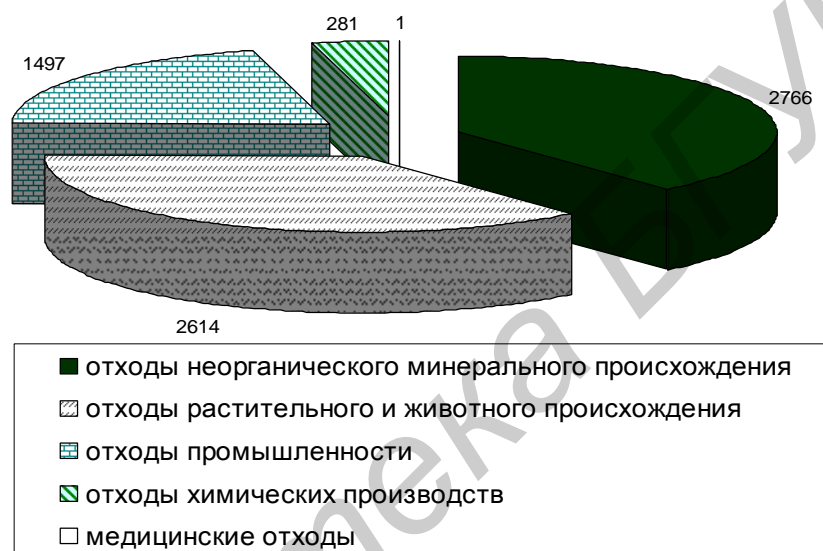 281 1
1497
2766
2614
отходы неорганического минерального происхождения
отходы растительного и животного происхождения
отходы промышленности
отходы химических производств
медицинские отходы